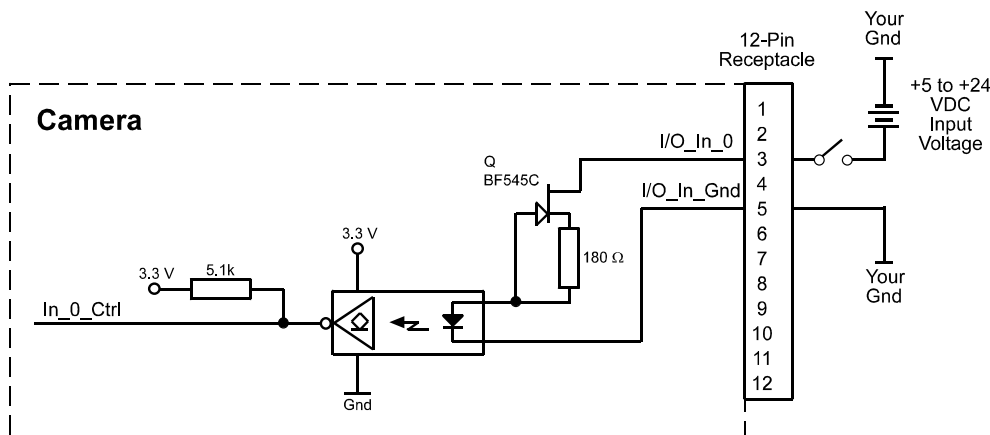 Your
Gnd
12-Pin
Receptacle
+5 to +24
VDC
Input
Voltage
Camera
1
2
3
4
5
6
7
8
9
10
11
12
I/O_In_0
Q
BF545C
I/O_In_Gnd
3.3 V
180 Ω
3.3 V
5.1k
In_0_Ctrl
Gnd
Your
Gnd